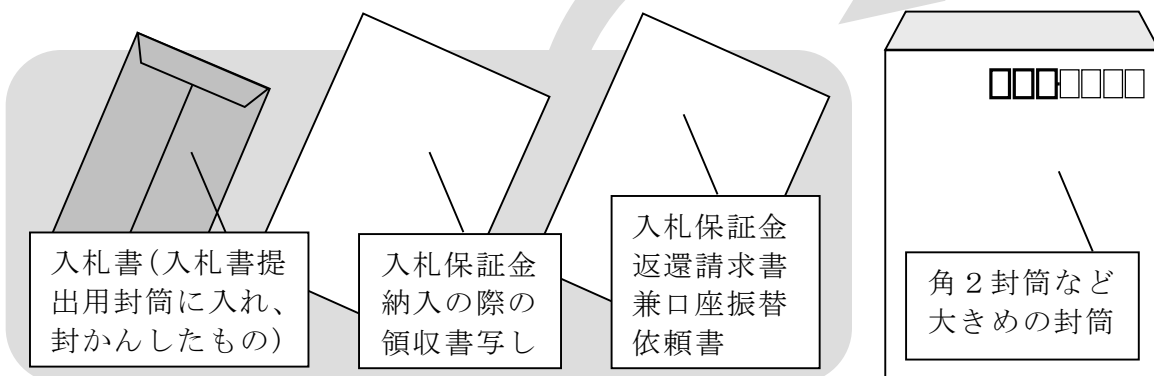 入札書(入札書提
出用封筒に入れ、
封かんしたもの)
入札保証金
納入の際の
領収書写し
入札保証金
返還請求書
兼口座振替
依頼書
角２封筒など
大きめの封筒